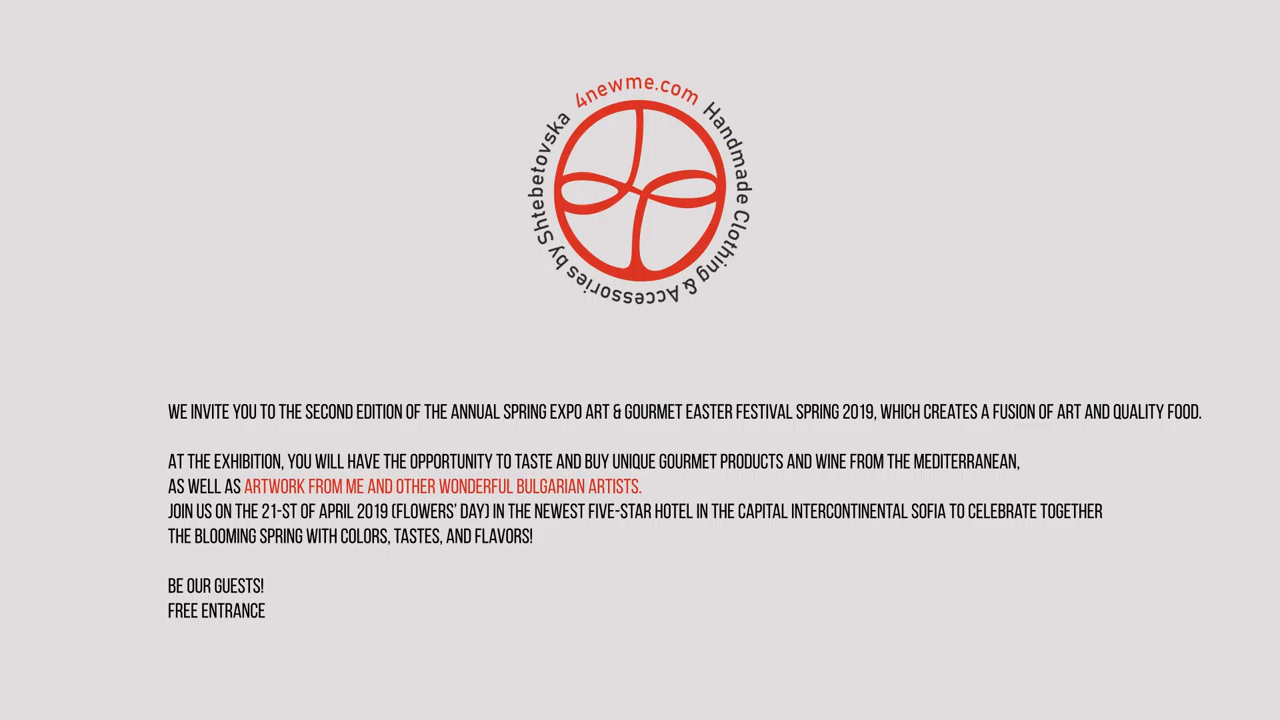 4newme.com
Handmade Clothing & Accessories by Shtebetovska
WE INVITE YOU TO THE SECOND EDITION OF THE ANNUAL SPRING EXPO ART & GOURMET EASTER FESTIVAL SPRING 2019, WHICH CREATES A FUSION OF ART AND QUALITY FOOD.
AT THE EXHIBITION, YOU WILL HAVE THE OPPORTUNITY TO TASTE AND BUY UNIQUE GOURMET PRODUCTS AND WINE FROM THE MEDITERRANEAN,
AS WELL AS ARTWORK FROM ME AND OTHER WONDERFUL BULGARIAN ARTISTS.
JOIN US ON THE 21-ST OF APRIL 2019 (FLOWERS' DAY) IN THE NEWEST FIVE-STAR HOTEL IN THE CAPITAL INTERCONTINENTAL SOFIA TO CELEBRATE TOGETHER
THE BLOOMING SPRING WITH COLORS, TASTES, AND FLAVORS!
BE OUR GUESTS!
FREE ENTRANCE